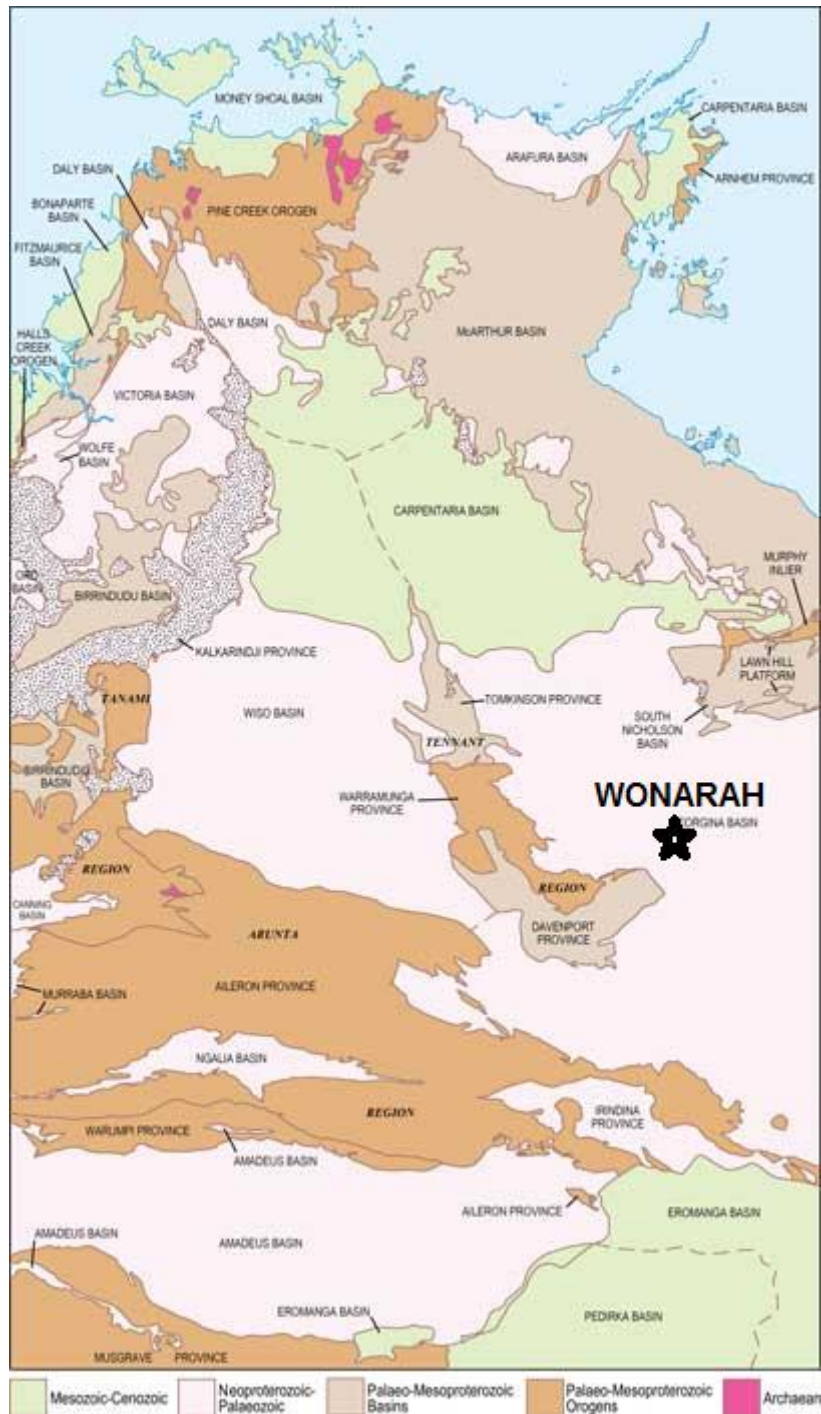 MONEY SHOAL BASIN
CARPENTARIA BASIN
DALY BASIN
ARAFURA BASIN
ARNHEM PROVINCE
BONAPARTE
BASIN
PINE CREEK OROGEN
FITZMAURICE
BASIN
HALLS
CREEK
OROGEN
DALY BASIN
McARTHUR BASIN
VICTORIA BASIN
WOLFE
BASIN
CARPENTARIA BASIN
MURPHY
INLIER
ORD
BASIN
BIRRINDUDU BASIN
KALKARINDJI PROVINCE
LAWN HILL
PLATFORM
TANAMI
WISO BASIN
TOMKINSON PROVINCE
SOUTH
NICHOLSON
BASIN
TENNANT
BIRRINDUDU
BASIN
WARRAMUNGA
PROVINCE
WONARAH
EORGINA BASIN
REGION
REGION
CANNING
BASIN
DAVENPORT
PROVINCE
ARUNTA
AILERON PROVINCE
MURRABA BASIN
NGALIA BASIN
REGION
IRINDINA
PROVINCE
WARUMPI PROVINCE
AMADEUS BASIN
AILERON PROVINCE
EROMANGA BASIN
AMADEUS BASIN
AMADEUS BASIN
EROMANGA BASIN
PEDIRKA BASIN
MUSGRAVE PROVINCE
Mesozoic-Cenozoic
Neoproterozoic-
Palaeozoic
Palaeo-Mesoproterozoic
Basins
Palaeo-Mesoproterozoic
Orogens
Archaean